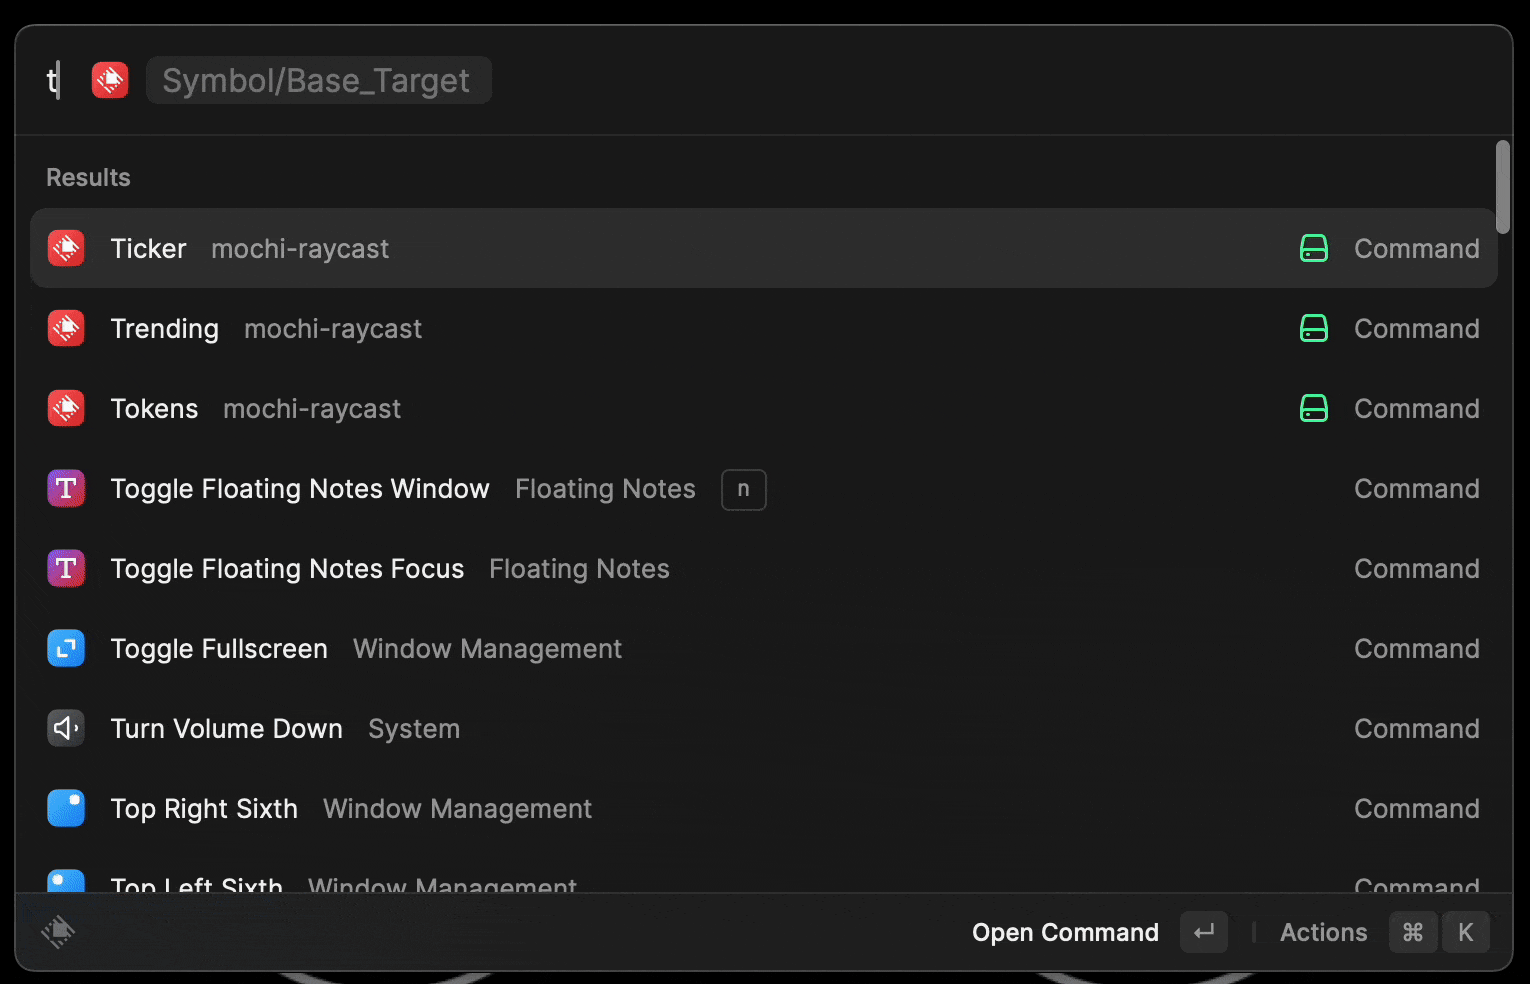 t Symbol/Base_Target
Results
Ticker mochi-raycast Command
Trending mochi-raycast Command
Tokens mochi-raycast Command
Toggle Floating Notes Window Floating Notes n Command
Toggle Floating Notes Focus Floating Notes Command
Toggle Fullscreen Window Management Command
Turn Volume Down System Command
Top Right Sixth Window Management Command
Top Left Sixth Window Management Command
Open Command ↵ Actions ⌘ K